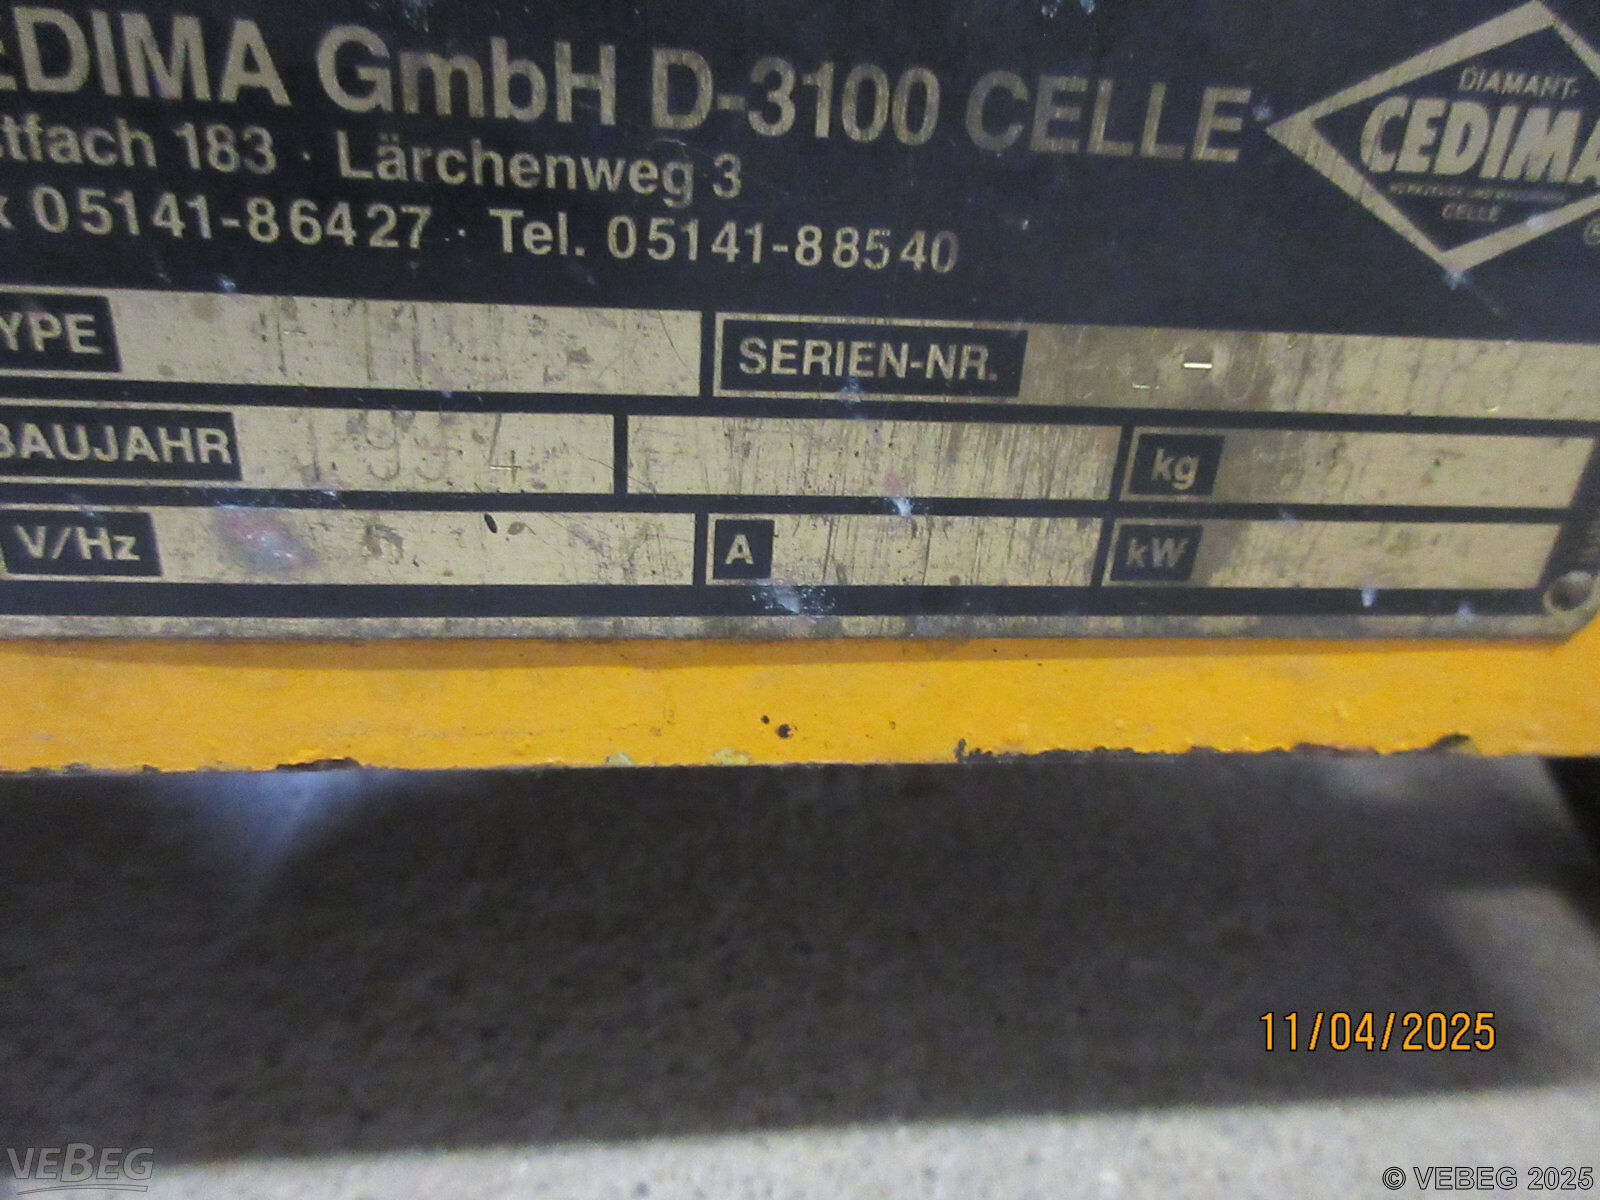 EDIMA GmbH D-3100 CELLE
tfach 183 · Lärchenweg 3
x 05141-86427 · Tel. 05141-88540
DIAMANT-
CEDIMA
CELLE
®
YPE
SERIEN-NR.
BAUJAHR 1994
kg
V/Hz
A
kW
11/04/2025
VEBEG
© VEBEG 2025